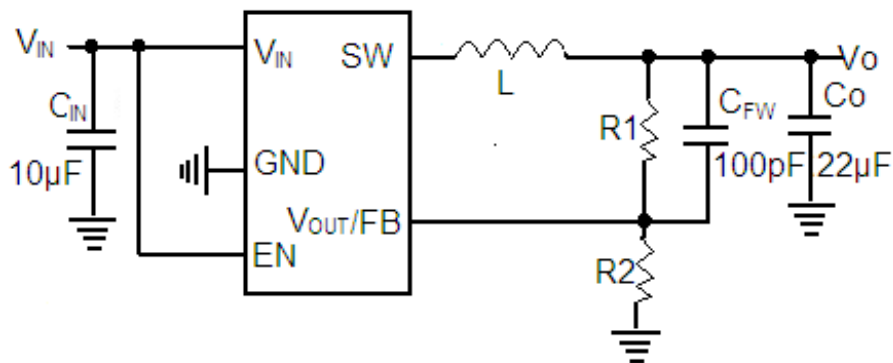 VIN
VIN
SW
Vo
L
CIN
10µF
R1
CFW
100pF
Co
22µF
GND
VOUT/FB
EN
R2